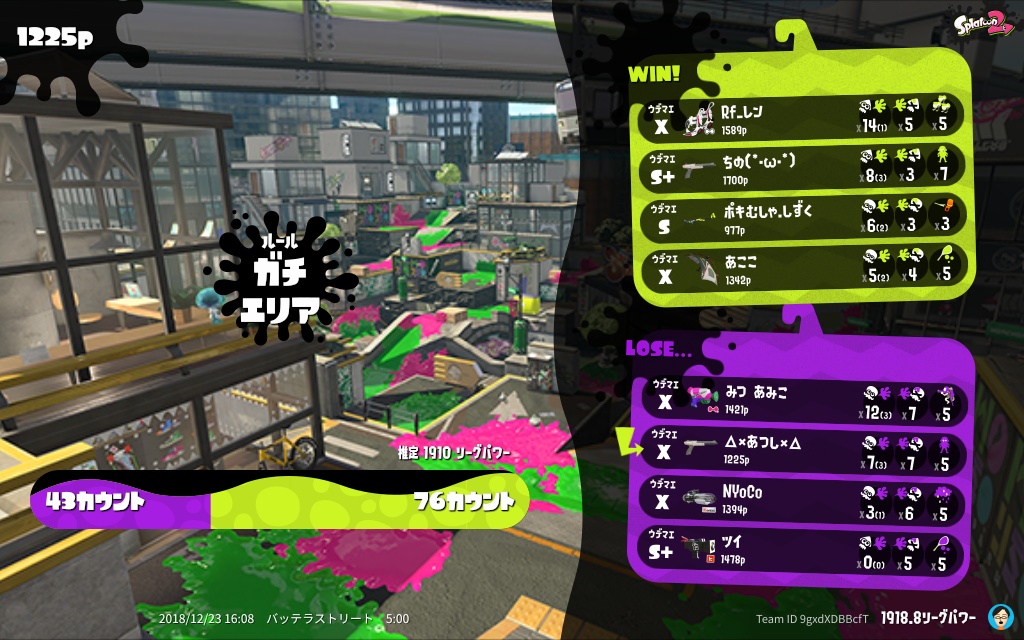 1225p
Splatoon 2
ルール
ガチ
エリア
推定 1910 リーグパワー
43カウント
76カウント
2018/12/23 16:08 バッテラストリート 5:00
WIN!
ウデマエ
X
Rf_レン
1589p
x14(1) x5 x5
ウデマエ
S+
ちの(*·ω·*)
1700p
x8(3) x3 x7
ウデマエ
S
ポキむしゃ.しずく
977p
x6(2) x3 x3
ウデマエ
X
あここ
1342p
x5(2) x4 x5
LOSE...
ウデマエ
X
みつ あみこ
1421p
x12(3) x7 x5
ウデマエ
X
△×あつし×△
1225p
x7(3) x7 x5
ウデマエ
X
NYoCo
1394p
x3(1) x6 x5
ウデマエ
S+
ツイ
1478p
x0(0) x5 x5
Team ID 9gxdXDBBcfT 1918.8リーグパワー